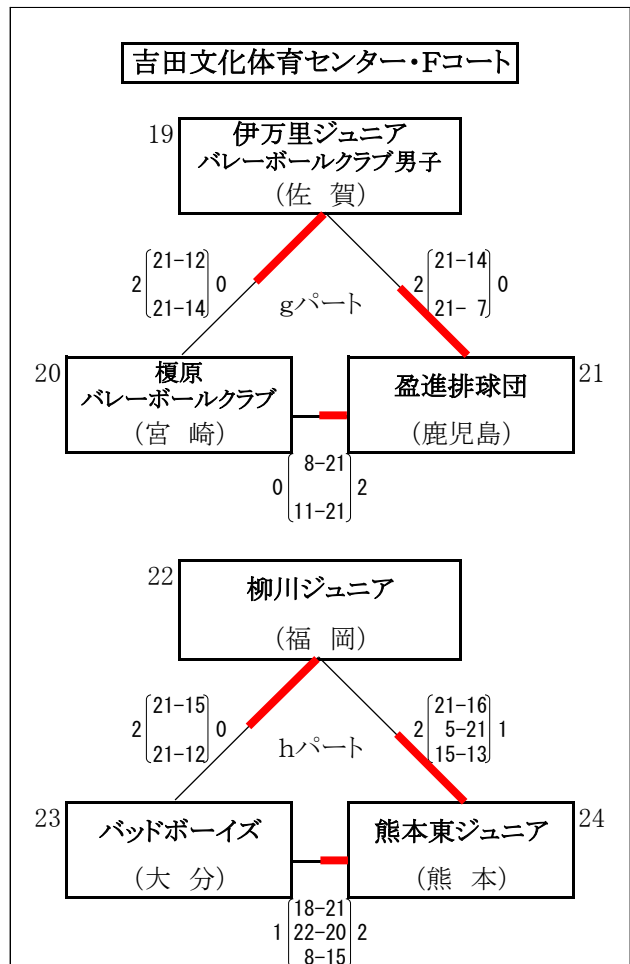 吉田文化体育センター・Fコート
19
伊万里ジュニア
バレーボールクラブ男子
(佐　賀)
2 21-12 0
21-14
2 21-14 0
21- 7
gパート
20
榎原
バレーボールクラブ
(宮　崎)
盈進排球団
(鹿児島)
21
8-21
0 2
11-21
22
柳川ジュニア
(福　岡)
2 21-15 0
21-12
21-16
2 5-21 1
15-13
hパート
23
バッドボーイズ
(大　分)
熊本東ジュニア
(熊　本)
24
18-21
1 22-20 2
8-15